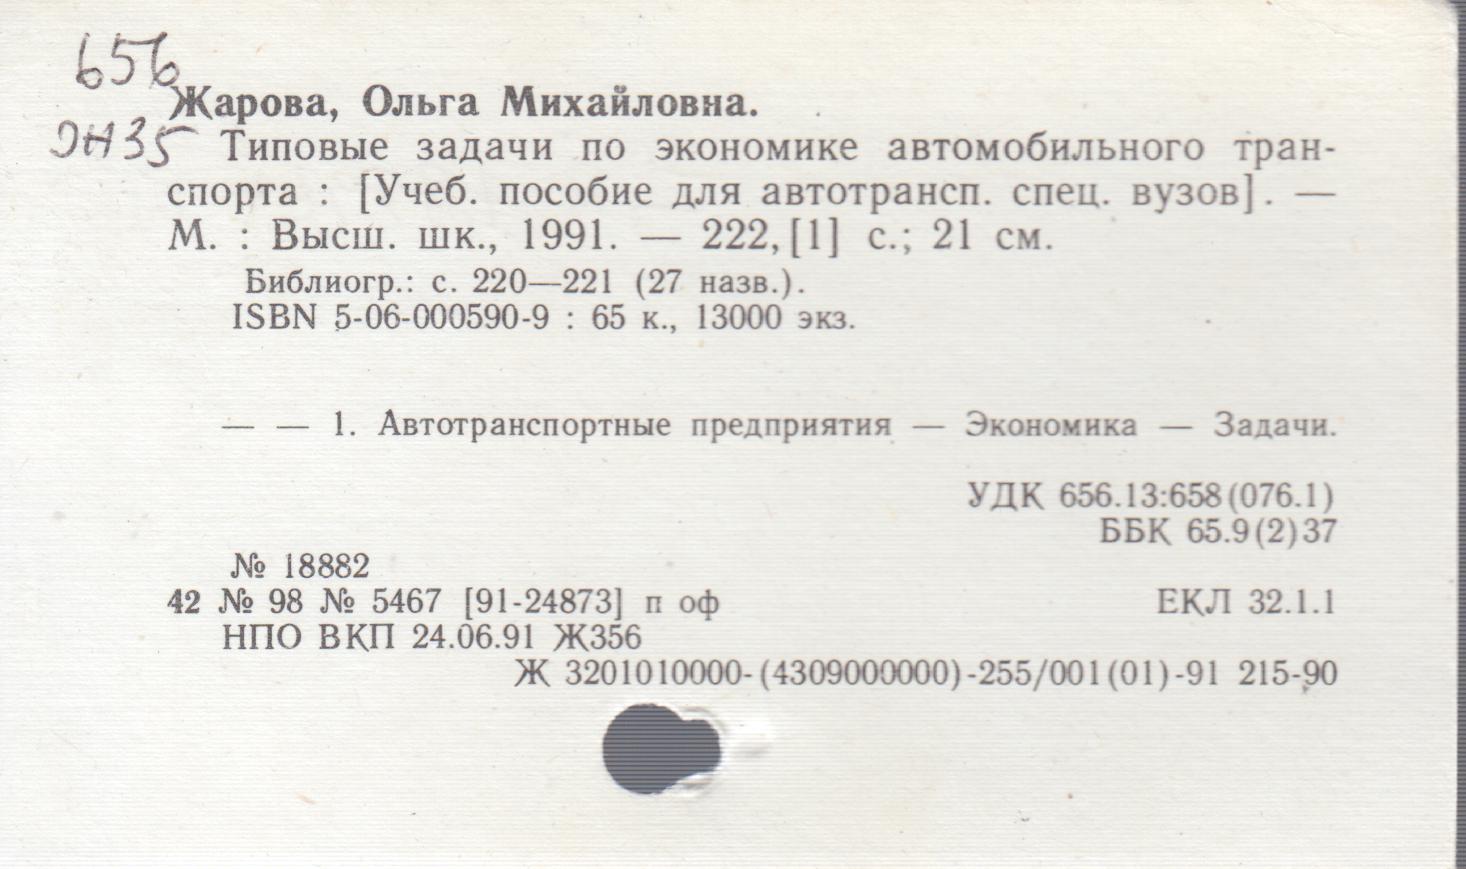 656
Жарова, Ольга Михайловна.
ЭН35
Типовые задачи по экономике автомобильного тран-
спорта : [Учеб. пособие для автотрансп. спец. вузов]. —
М. : Высш. шк., 1991. — 222, [1] с.; 21 см.
Библиогр.: с. 220—221 (27 назв.).
ISBN 5-06-000590-9 : 65 к., 13000 экз.
— — 1. Автотранспортные предприятия — Экономика — Задачи.
УДК 656.13:658(076.1)
ББК 65.9(2)37
№ 18882
42 № 98 № 5467 [91-24873] п оф
ЕКЛ 32.1.1
НПО ВКП 24.06.91 Ж356
Ж 3201010000-(4309000000)-255/001(01)-91 215-90